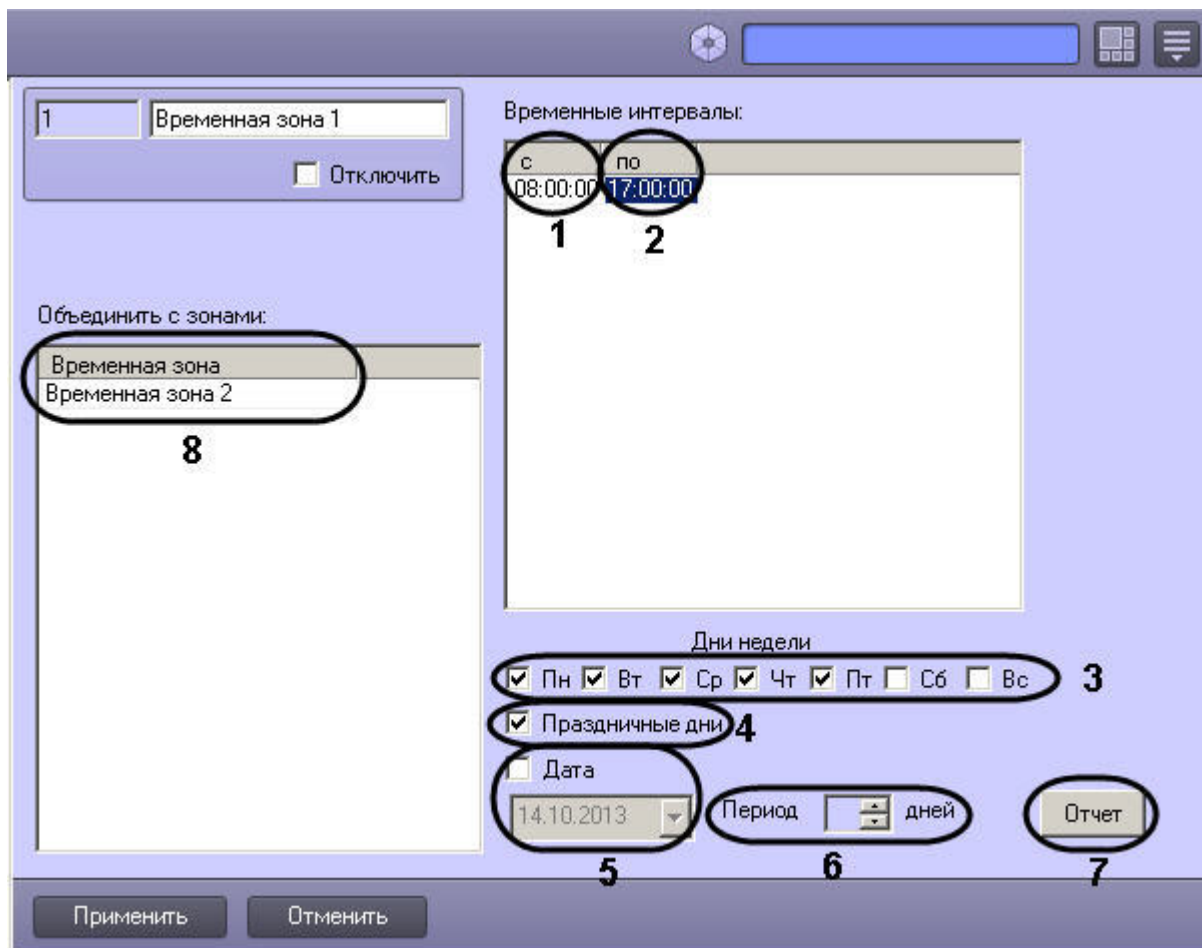 1 Временная зона 1
Отключить
Временные интервалы:
с по
08:00:00 17:00:00
1 2
Объединить с зонами:
Временная зона
Временная зона 2
8
Дни недели
Пн Вт Ср Чт Пт Сб Вс 3
Праздничные дни 4
Дата
14.10.2013 Период дней Отчет
5 6 7
Применить Отменить